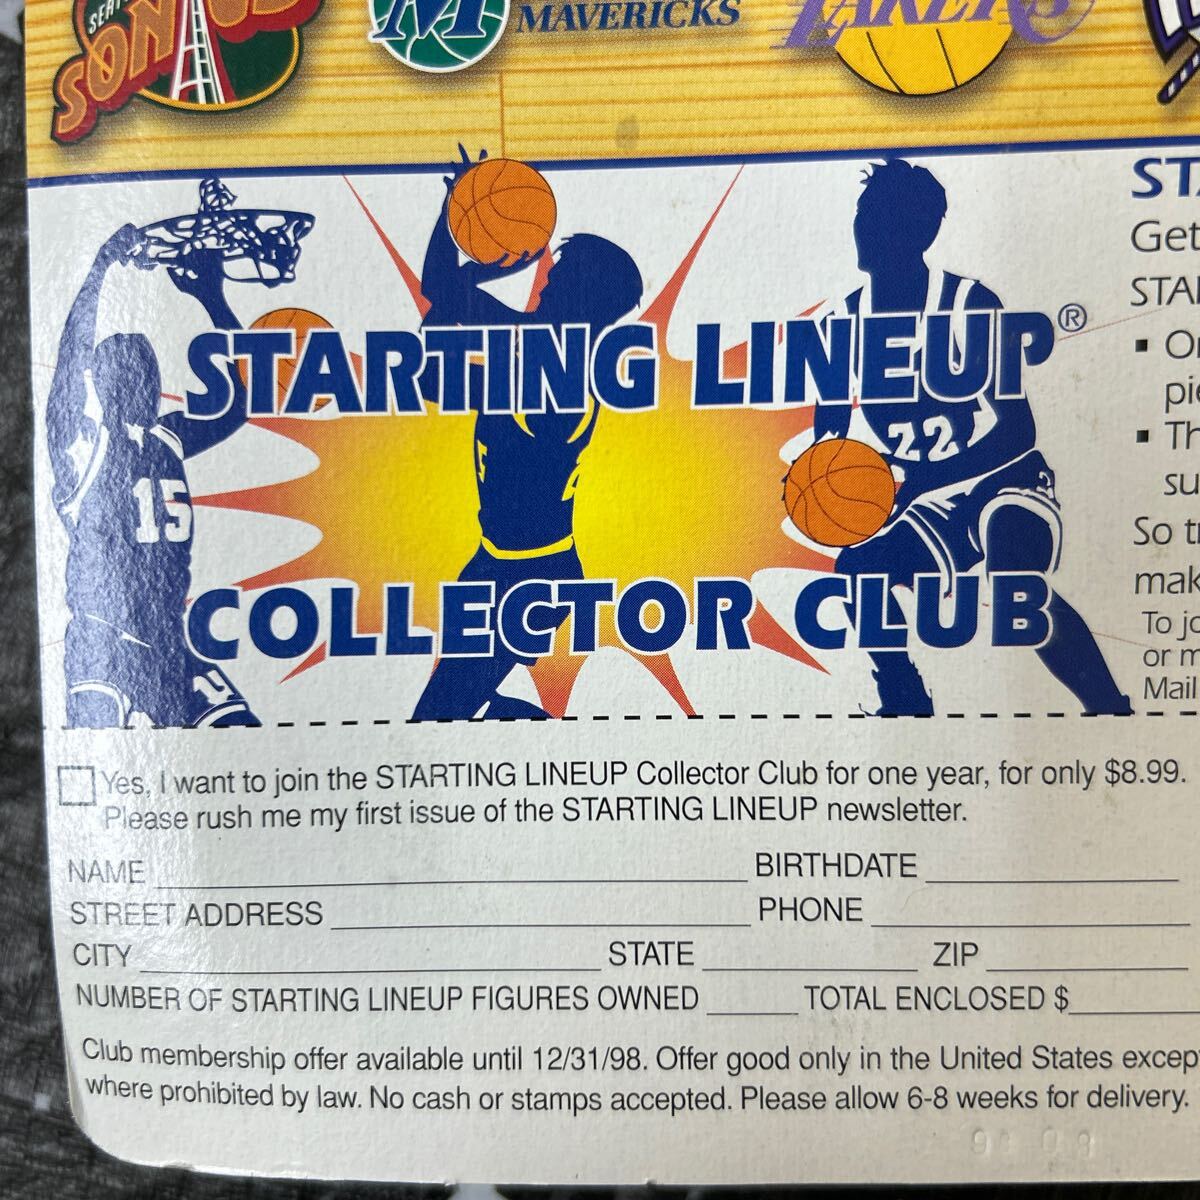 SONICS
MAVERICKS
LAKERS
STARTING LINEUP®
22
15
COLLECTOR CLUB
Get
So
To
or
Mail
Yes, I want to join the STARTING LINEUP Collector Club for one year, for only $8.99.
Please rush me my first issue of the STARTING LINEUP newsletter.
NAME BIRTHDATE
STREET ADDRESS PHONE
CITY STATE ZIP
NUMBER OF STARTING LINEUP FIGURES OWNED TOTAL ENCLOSED $
Club membership offer available until 12/31/98. Offer good only in the United States excep
where prohibited by law. No cash or stamps accepted. Please allow 6-8 weeks for delivery.